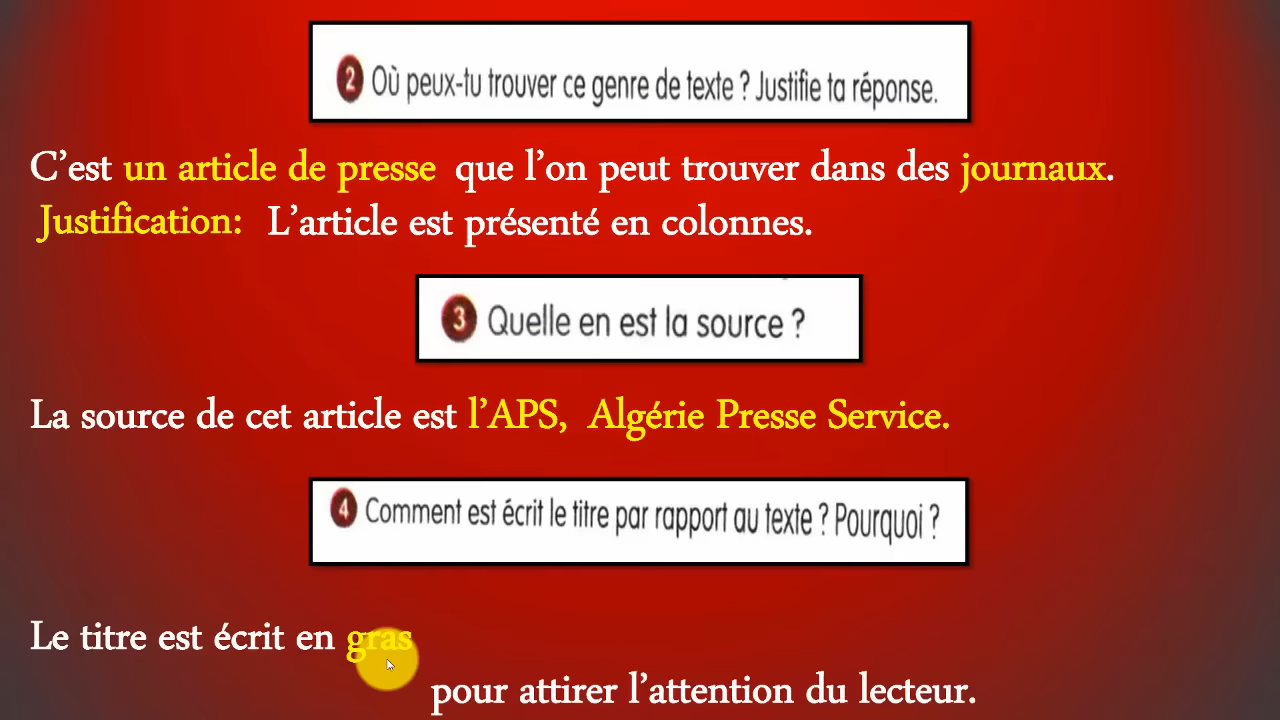 2 Où peux-tu trouver ce genre de texte ? Justifie ta réponse.
C'est un article de presse que l'on peut trouver dans des journaux.
Justification: L'article est présenté en colonnes.
3 Quelle en est la source ?
La source de cet article est l'APS, Algérie Presse Service.
4 Comment est écrit le titre par rapport au texte ? Pourquoi ?
Le titre est écrit en gras
pour attirer l'attention du lecteur.